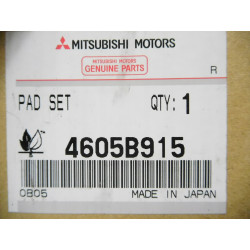 MITSUBISHI MOTORS
MITSUBISHI MOTORS
GENUINE PARTS
R
PAD SET QTY: 1
4605B915
0B05 MADE IN JAPAN